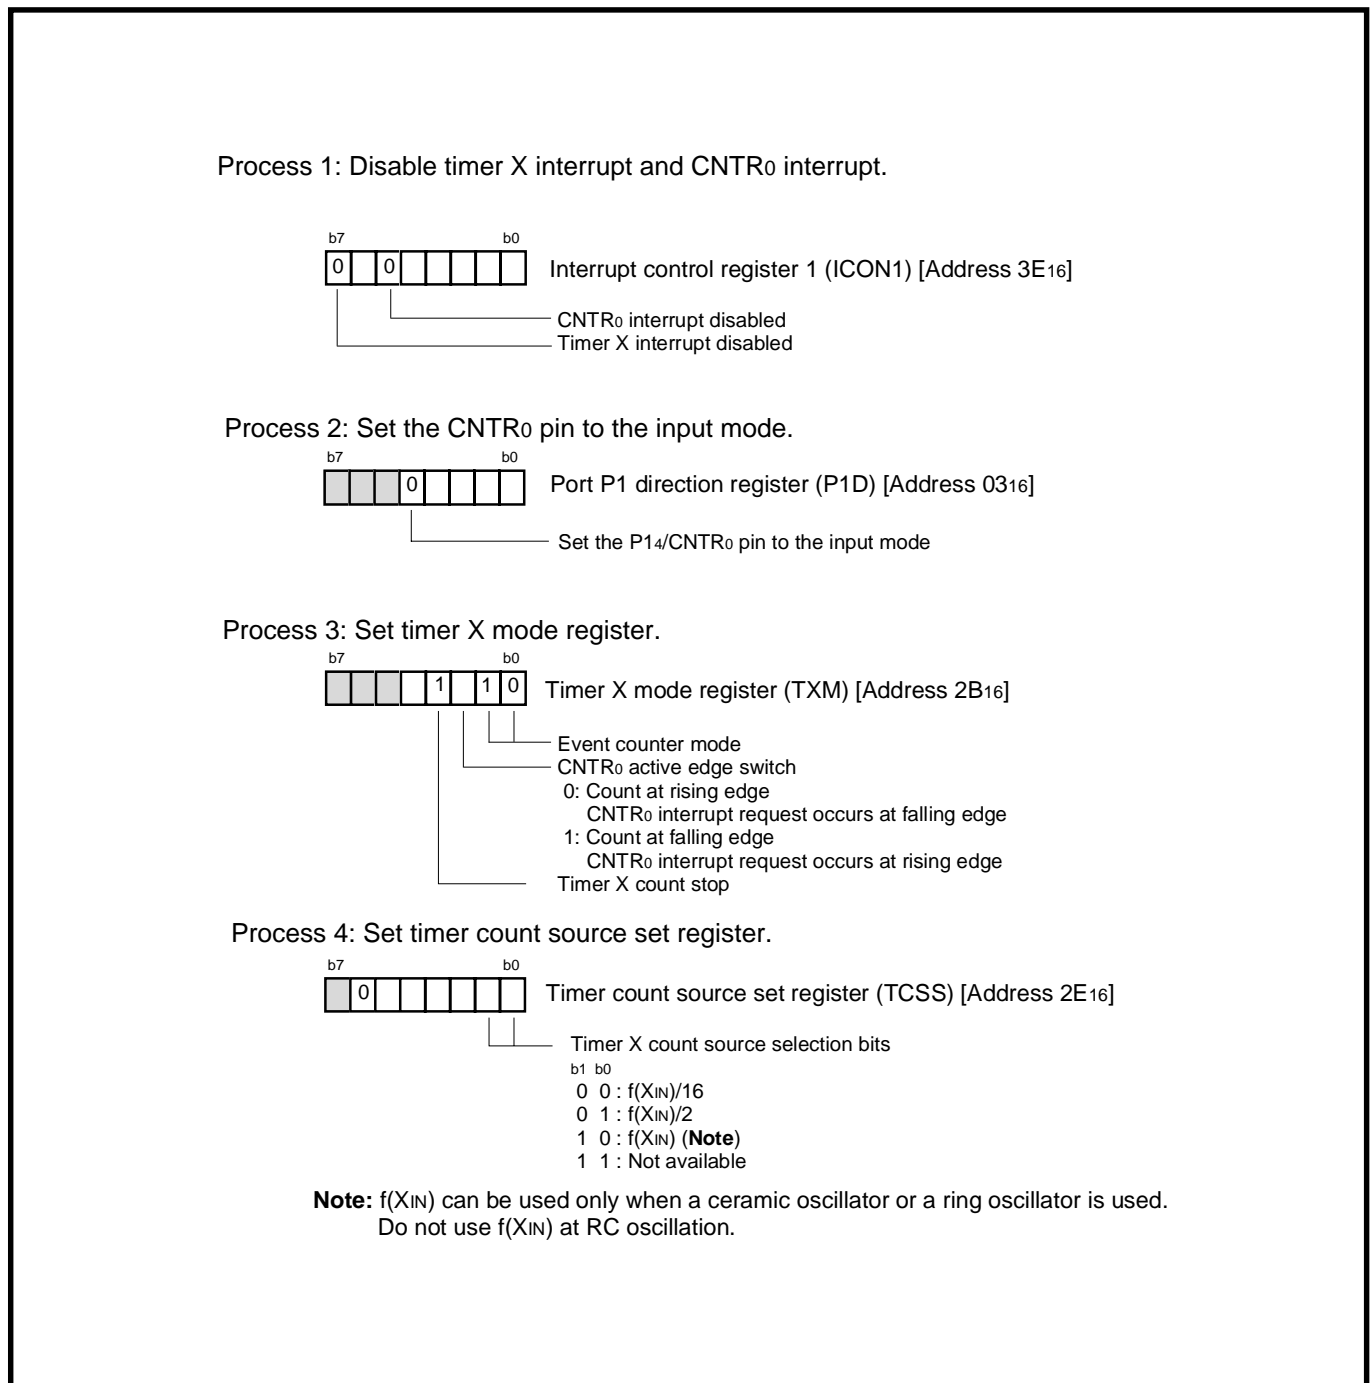 Process 1: Disable timer X interrupt and CNTR0 interrupt.
b7 b0
0 0 Interrupt control register 1 (ICON1) [Address 3E16]
CNTR0 interrupt disabled
Timer X interrupt disabled
Process 2: Set the CNTR0 pin to the input mode.
b7 b0
0 Port P1 direction register (P1D) [Address 0316]
Set the P14/CNTR0 pin to the input mode
Process 3: Set timer X mode register.
b7 b0
1 1 0 Timer X mode register (TXM) [Address 2B16]
Event counter mode
CNTR0 active edge switch
0: Count at rising edge
CNTR0 interrupt request occurs at falling edge
1: Count at falling edge
CNTR0 interrupt request occurs at rising edge
Timer X count stop
Process 4: Set timer count source set register.
b7 b0
0 Timer count source set register (TCSS) [Address 2E16]
Timer X count source selection bits
b1 b0
0 0 : f(XIN)/16
0 1 : f(XIN)/2
1 0 : f(XIN) (Note)
1 1 : Not available
Note: f(XIN) can be used only when a ceramic oscillator or a ring oscillator is used.
Do not use f(XIN) at RC oscillation.